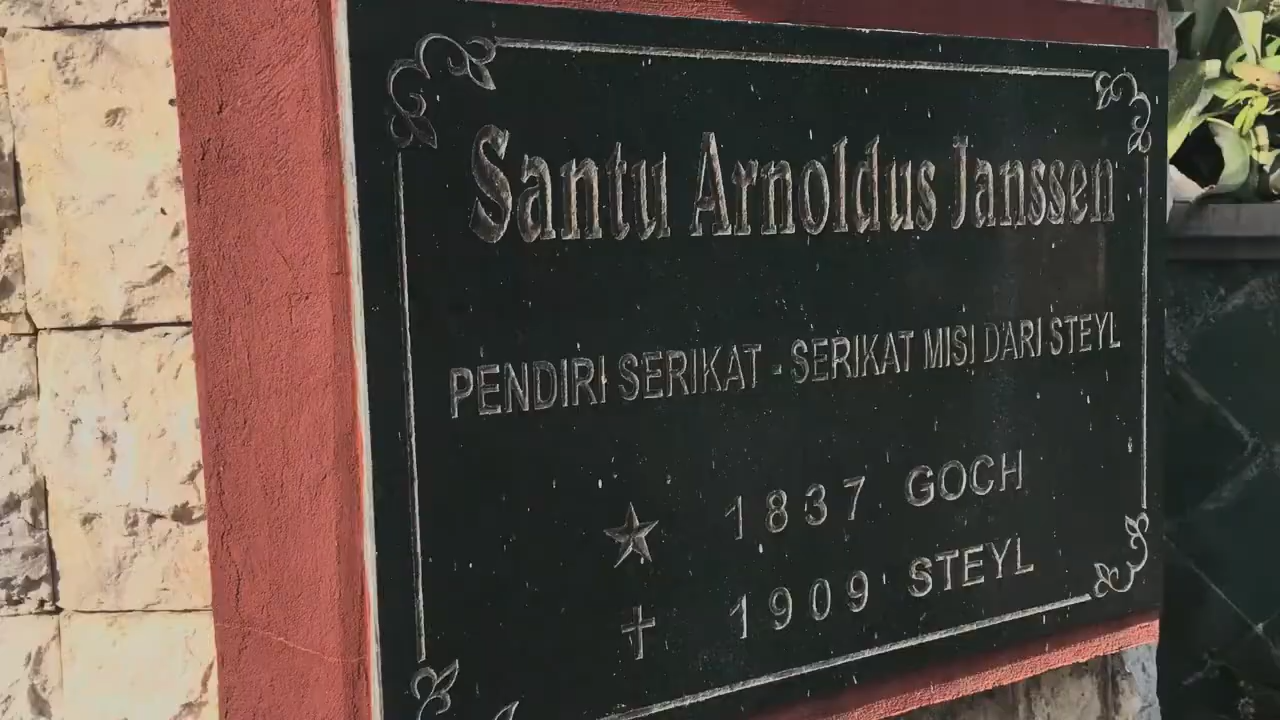 Santu Arnoldus Janssen
PENDIRI SERIKAT - SERIKAT MISI DARI STEYL
1837 GOCH
1909 STEYL